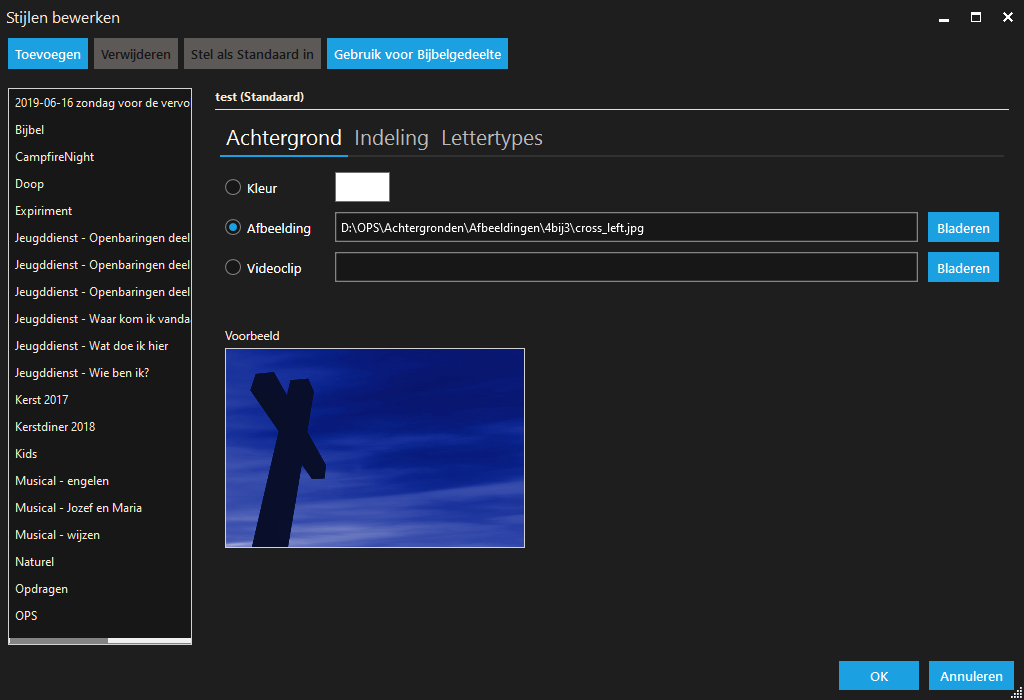 Stijlen bewerken
Toevoegen Verwijderen Stel als Standaard in Gebruik voor Bijbelgedeelte
2019-06-16 zondag voor de vervo
Bijbel
CampfireNight
Doop
Expiriment
Jeugddienst - Openbaringen deel
Jeugddienst - Openbaringen deel
Jeugddienst - Openbaringen deel
Jeugddienst - Waar kom ik vanda
Jeugddienst - Wat doe ik hier
Jeugddienst - Wie ben ik?
Kerst 2017
Kerstdiner 2018
Kids
Musical - engelen
Musical - Jozef en Maria
Musical - wijzen
Naturel
Opdragen
OPS
test (Standaard)
Achtergrond Indeling Lettertypes
Kleur
Afbeelding D:\OPS\Achtergronden\Afbeeldingen\4bij3\cross_left.jpg Bladeren
Videoclip Bladeren
Voorbeeld
OK Annuleren